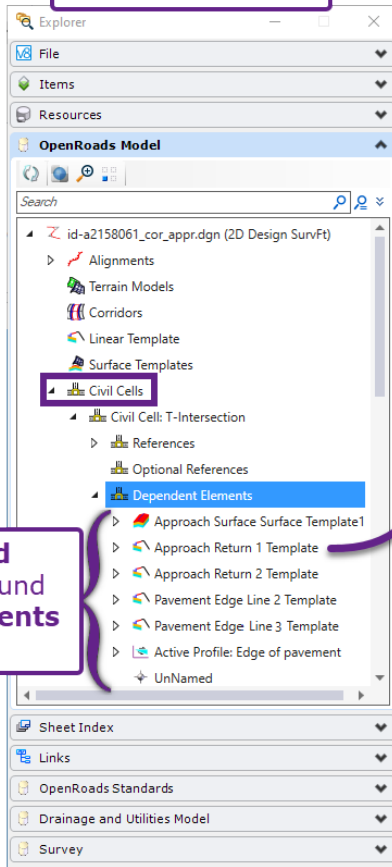 Explorer
File
Items
Resources
OpenRoads Model
Search
id-a2158061_cor_appr.dgn (2D Design SurvFt)
Alignments
Terrain Models
Corridors
Linear Template
Surface Templates
Civil Cells
Civil Cell: T-Intersection
References
Optional References
Dependent Elements
Approach Surface Surface Template1
Approach Return 1 Template
Approach Return 2 Template
Pavement Edge Line 2 Template
Pavement Edge Line 3 Template
Active Profile: Edge of pavement
UnNamed
Sheet Index
Links
OpenRoads Standards
Drainage and Utilities Model
Survey